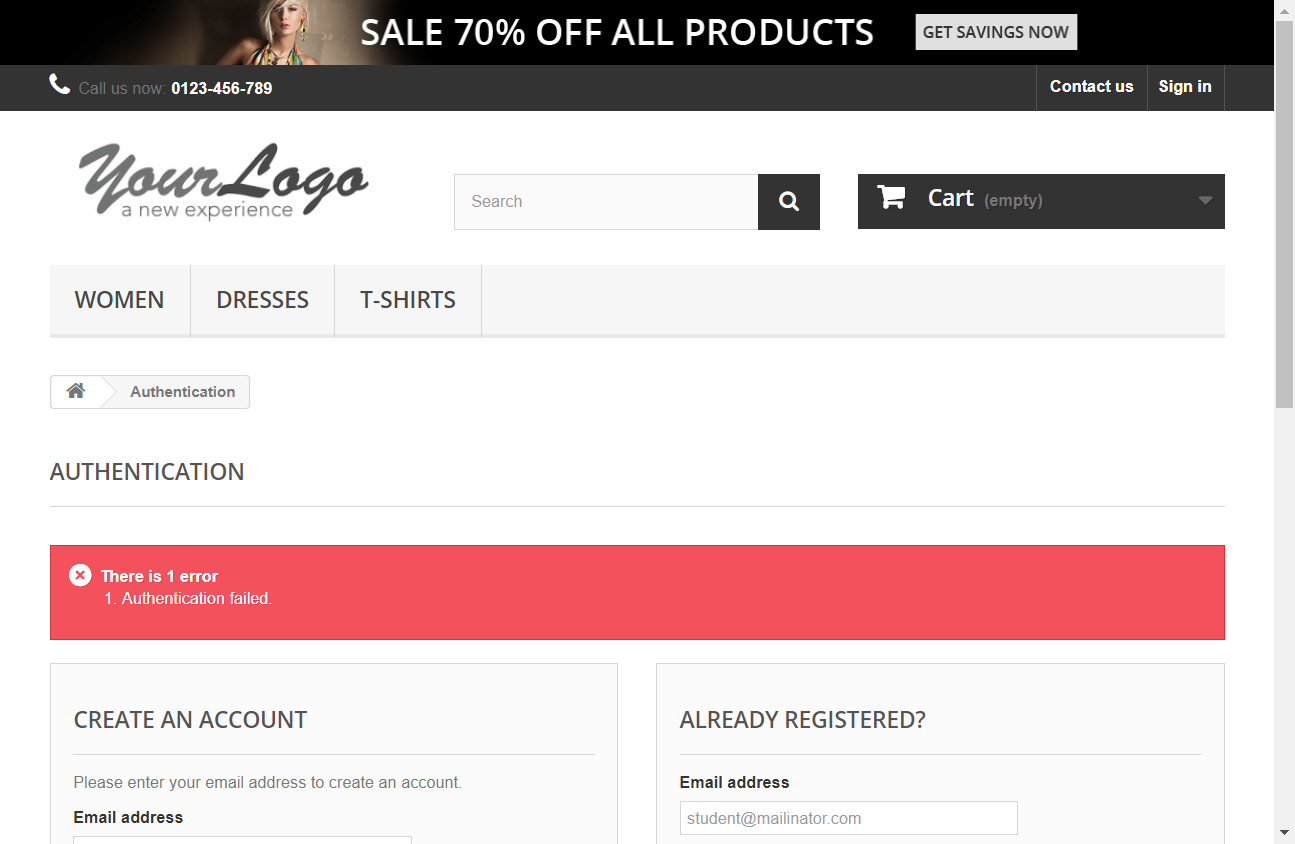 SALE 70% OFF ALL PRODUCTS GET SAVINGS NOW
Call us now: 0123-456-789 Contact us Sign in
Your Logo
a new experience
Search
Cart (empty)
WOMEN DRESSES T-SHIRTS
Authentication
AUTHENTICATION
There is 1 error
1. Authentication failed.
CREATE AN ACCOUNT
Please enter your email address to create an account.
Email address
ALREADY REGISTERED?
Email address
student@mailinator.com